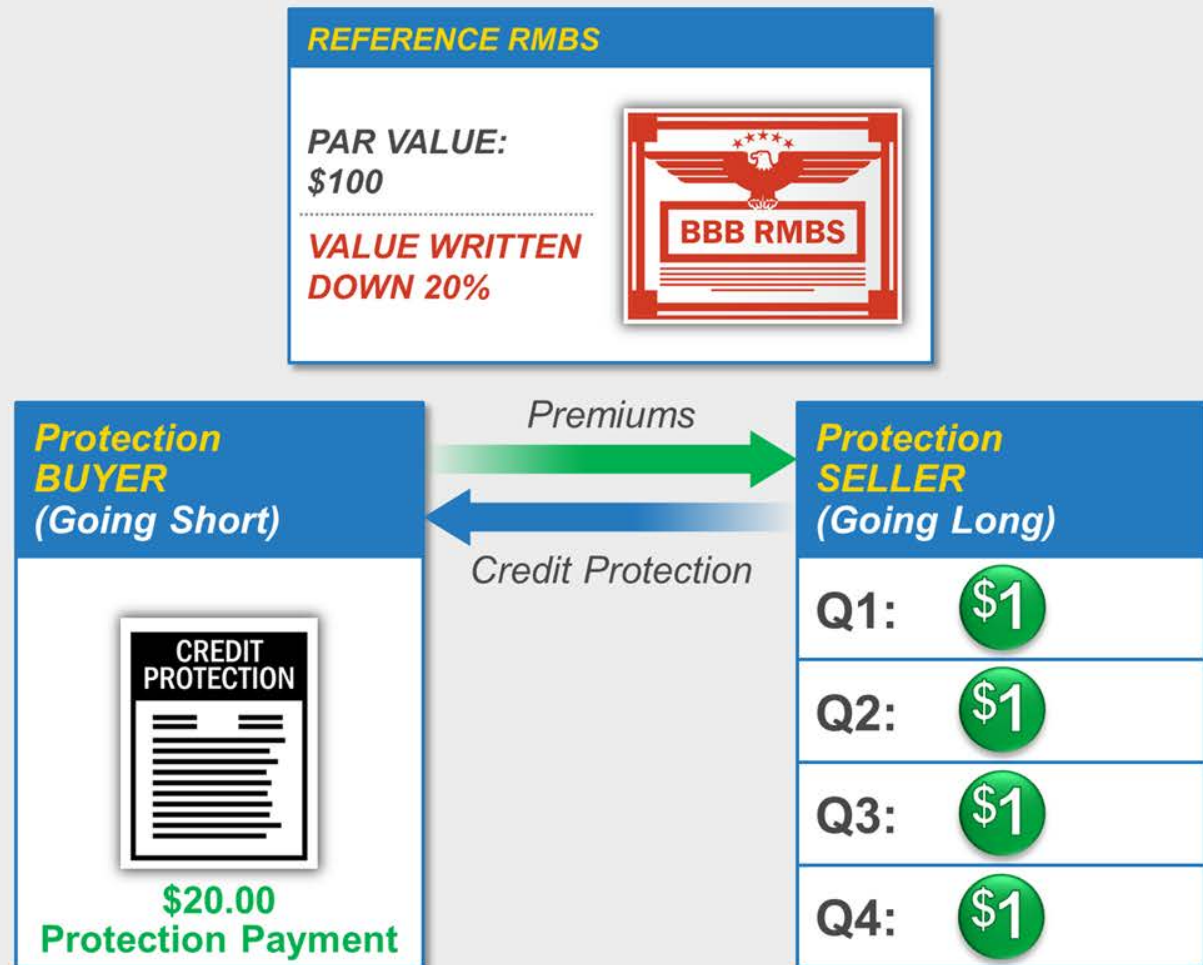 REFERENCE RMBS
PAR VALUE:
$100
VALUE WRITTEN
DOWN 20%
BBB RMBS
Protection
BUYER
(Going Short)
CREDIT
PROTECTION
$20.00
Protection Payment
Premiums
Credit Protection
Protection
SELLER
(Going Long)
Q1: $1
Q2: $1
Q3: $1
Q4: $1